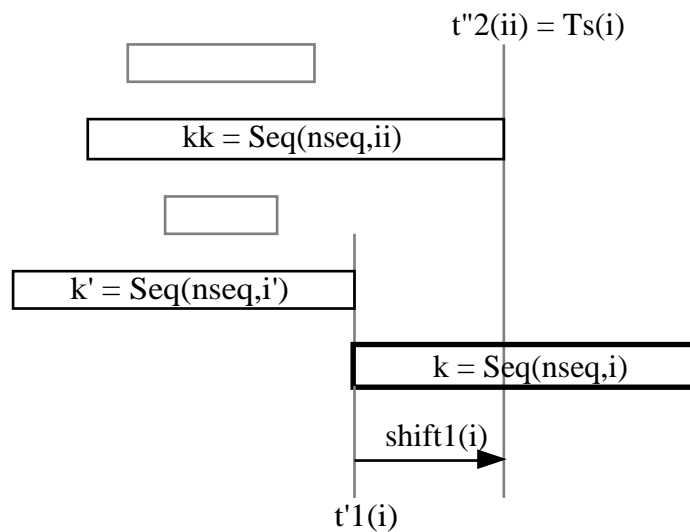 t"2(ii) = Ts(i)
kk = Seq(nseq,ii)
k' = Seq(nseq,i')
k = Seq(nseq,i)
shift1(i)
t'1(i)